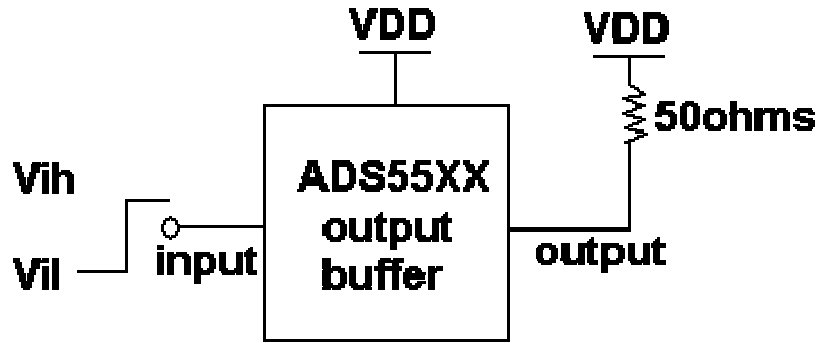 VDD
VDD
50ohms
Vih
Vil
input
ADS55XX
output
buffer
output